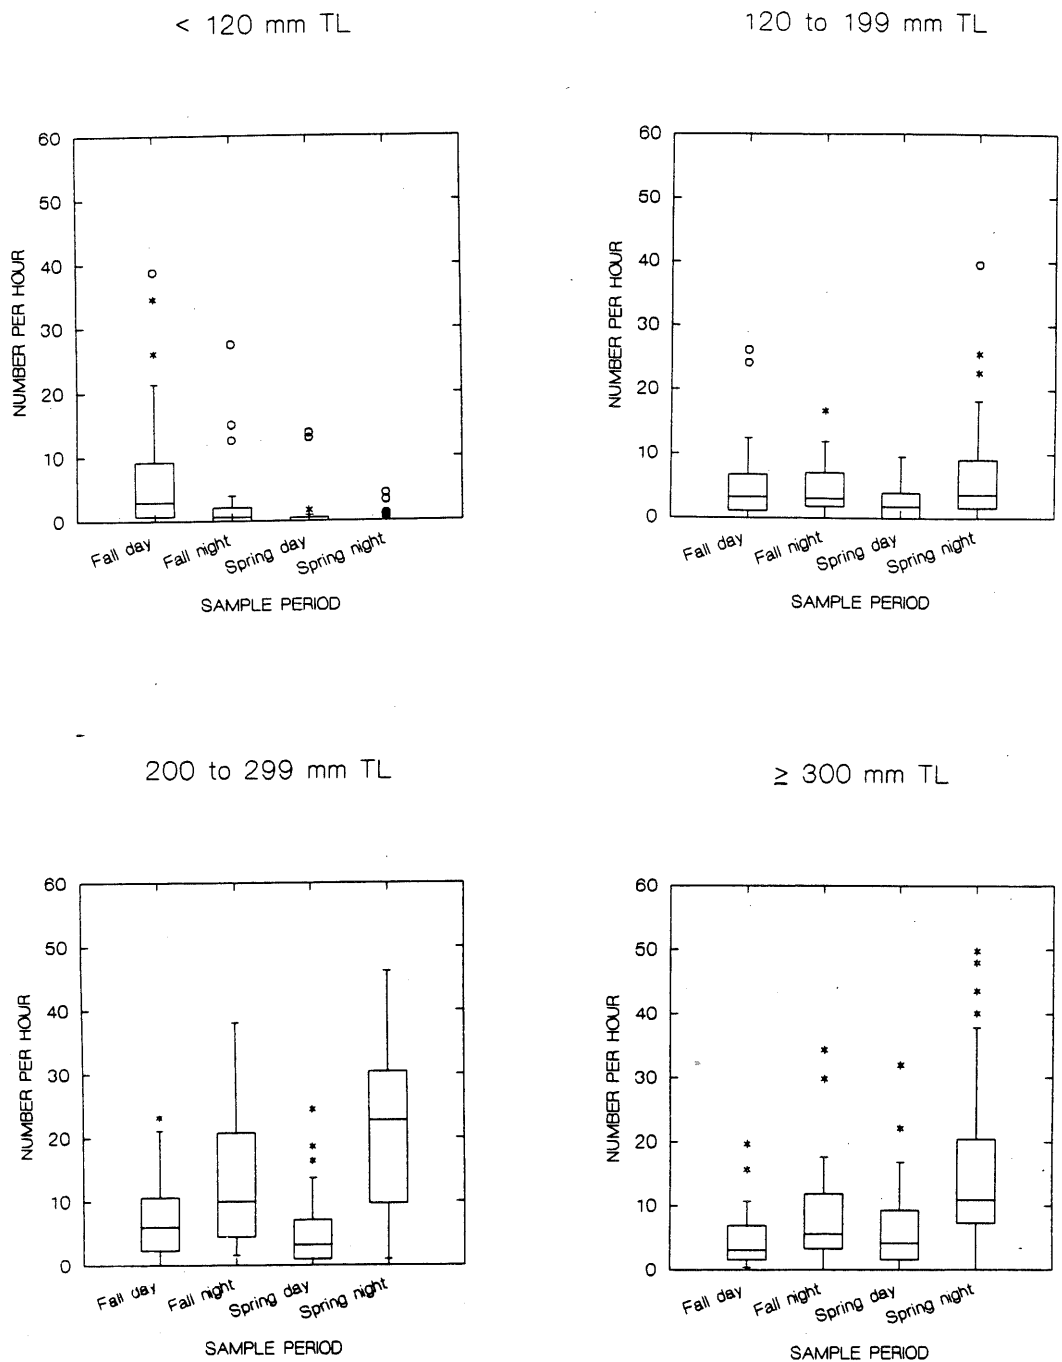 < 120 mm TL
60
50
40
30
20
10
0
NUMBER PER HOUR
Fall day
Fall night
Spring day
Spring night
SAMPLE PERIOD
120 to 199 mm TL
60
50
40
30
20
10
0
NUMBER PER HOUR
Fall day
Fall night
Spring day
Spring night
SAMPLE PERIOD
200 to 299 mm TL
60
50
40
30
20
10
0
NUMBER PER HOUR
Fall day
Fall night
Spring day
Spring night
SAMPLE PERIOD
≥ 300 mm TL
60
50
40
30
20
10
0
NUMBER PER HOUR
Fall day
Fall night
Spring day
Spring night
SAMPLE PERIOD